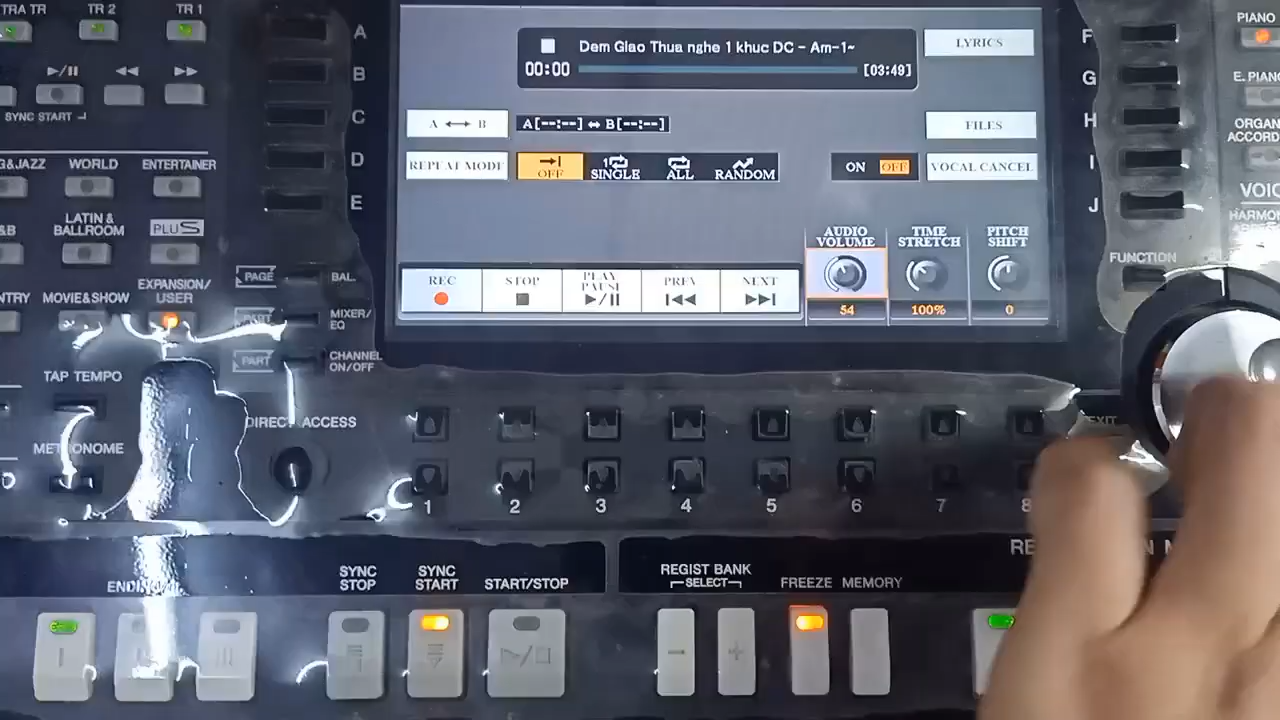 TRA TR
TR 2
TR 1
SYNC START
G&JAZZ
WORLD
ENTERTAINER
&B
LATIN &
BALLROOM
PLUS
NTRY
MOVIE&SHOW
EXPANSION/
USER
TAP TEMPO
METRONOME
A
B
C
D
E
PAGE
BAL.
MIXER/
EQ
PART
CHANNEL
ON/OFF
DIRECT ACCESS
Dem Giao Thua nghe 1 khuc DC - Am-1~
00:00
[03:49]
LYRICS
A ⟷ B
A[--:--] ↔ B[--:--]
FILES
REPEAT MODE
OFF
SINGLE
ALL
RANDOM
ON OFF
VOCAL CANCEL
AUDIO
VOLUME
TIME
STRETCH
PITCH
SHIFT
54
100%
0
REC
STOP
PLAY
PAUSE
PREV
NEXT
F
G
H
I
J
PIANO
E. PIANO
ORGAN
ACCORD
VOIC
HARMON
FUNCTION
EXIT
1 2 3 4 5 6 7 8
SYNC
STOP
SYNC
START
START/STOP
REGIST BANK
SELECT
- +
FREEZE
MEMORY
I